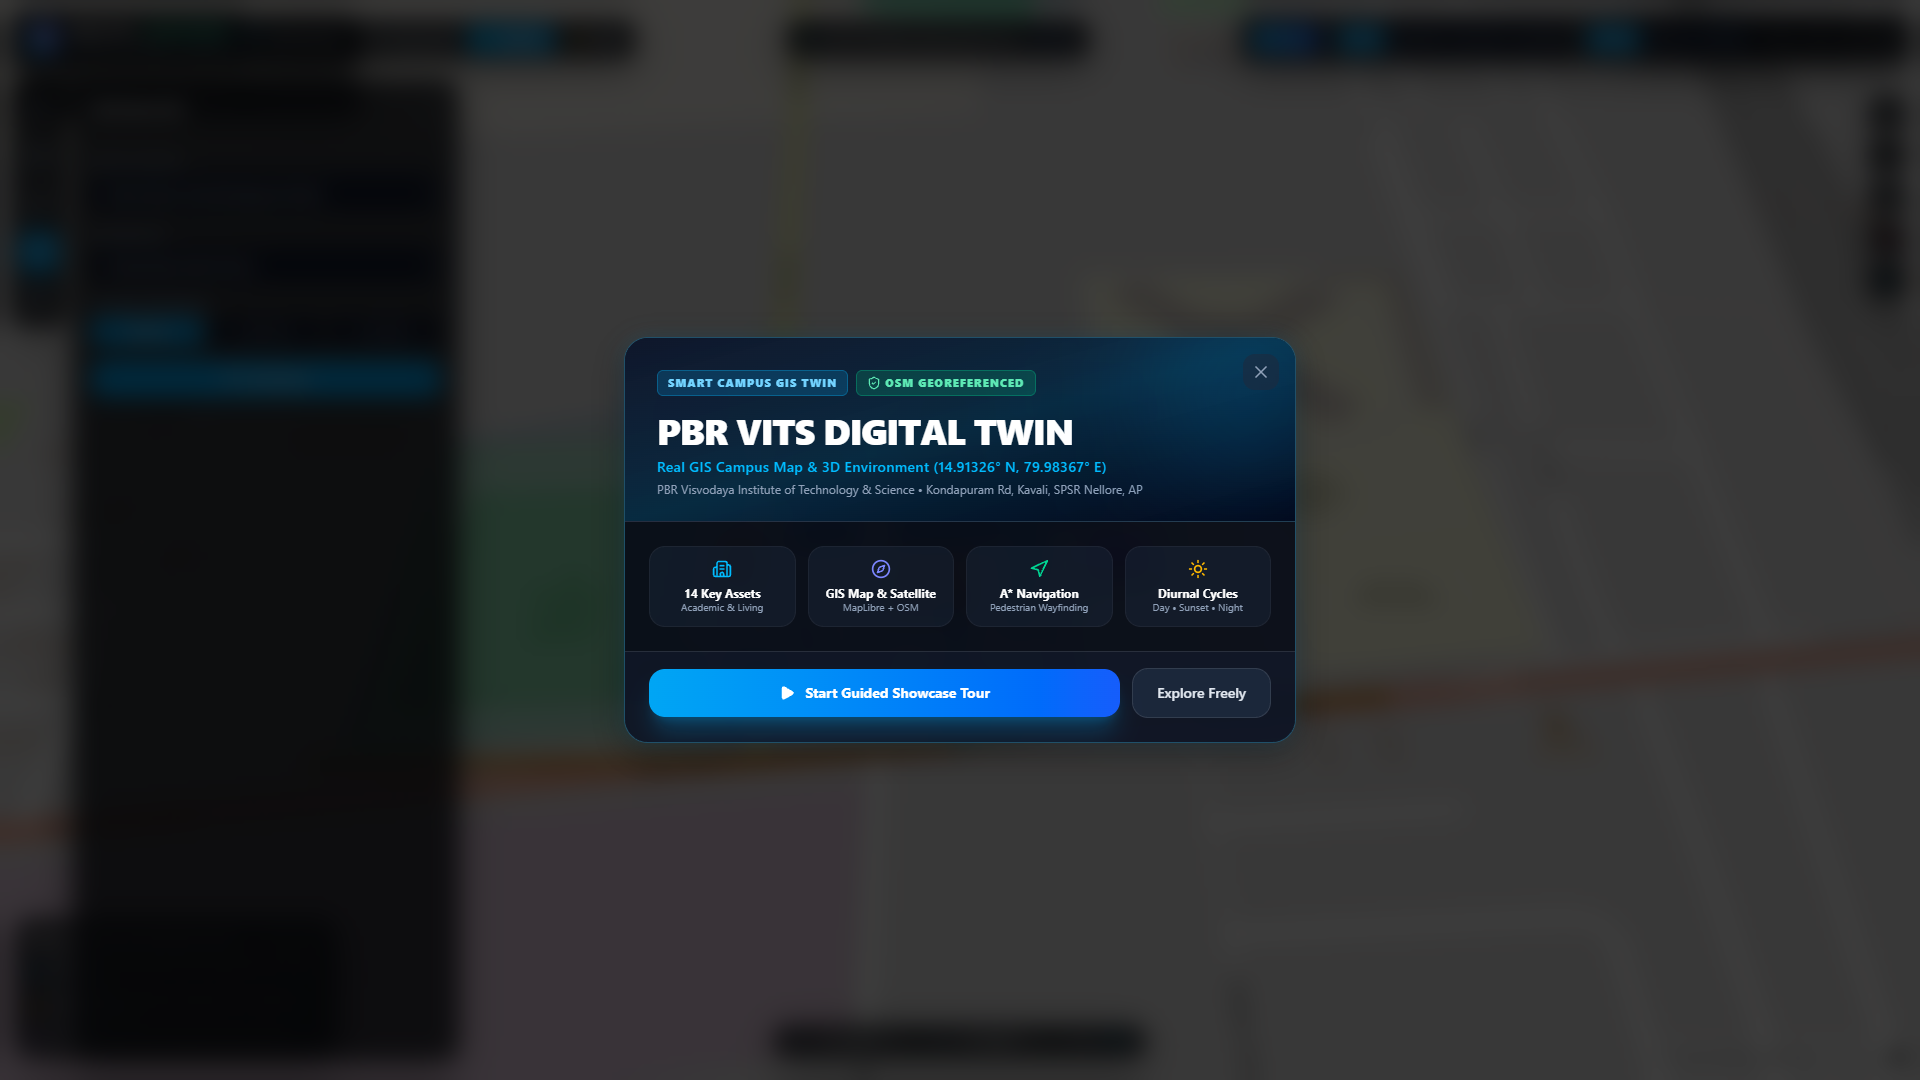 SMART CAMPUS GIS TWIN
OSM GEOREFERENCED
PBR VITS DIGITAL TWIN
Real GIS Campus Map & 3D Environment (14.91326° N, 79.98367° E)
PBR Visvodaya Institute of Technology & Science • Kondapuram Rd, Kavali, SPSR Nellore, AP
14 Key Assets
Academic & Living
GIS Map & Satellite
MapLibre + OSM
A* Navigation
Pedestrian Wayfinding
Diurnal Cycles
Day • Sunset • Night
Start Guided Showcase Tour
Explore Freely